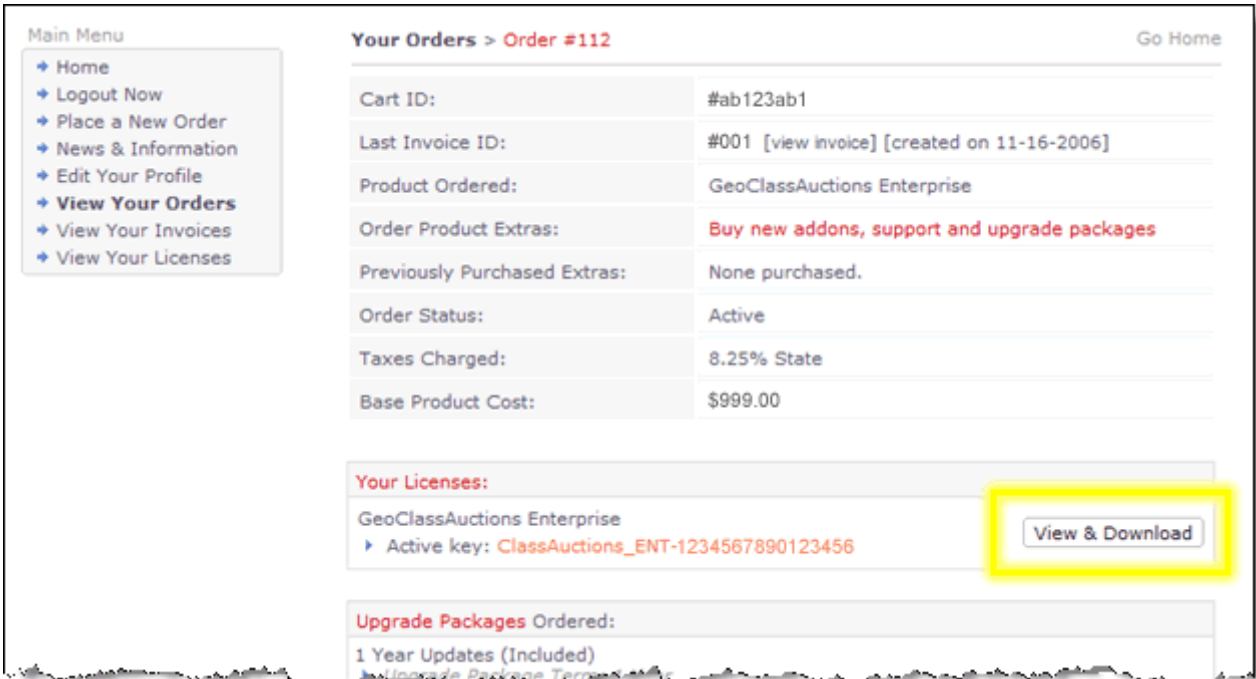 Main Menu
Home
Logout Now
Place a New Order
News & Information
Edit Your Profile
View Your Orders
View Your Invoices
View Your Licenses
Your Orders > Order #112
Go Home
Cart ID: #ab123ab1
Last Invoice ID: #001 [view invoice] [created on 11-16-2006]
Product Ordered: GeoClassAuctions Enterprise
Order Product Extras: Buy new addons, support and upgrade packages
Previously Purchased Extras: None purchased.
Order Status: Active
Taxes Charged: 8.25% State
Base Product Cost: $999.00
Your Licenses:
GeoClassAuctions Enterprise
Active key: ClassAuctions_ENT-1234567890123456
View & Download
Upgrade Packages Ordered:
1 Year Updates (Included)
Upgrade Package Term